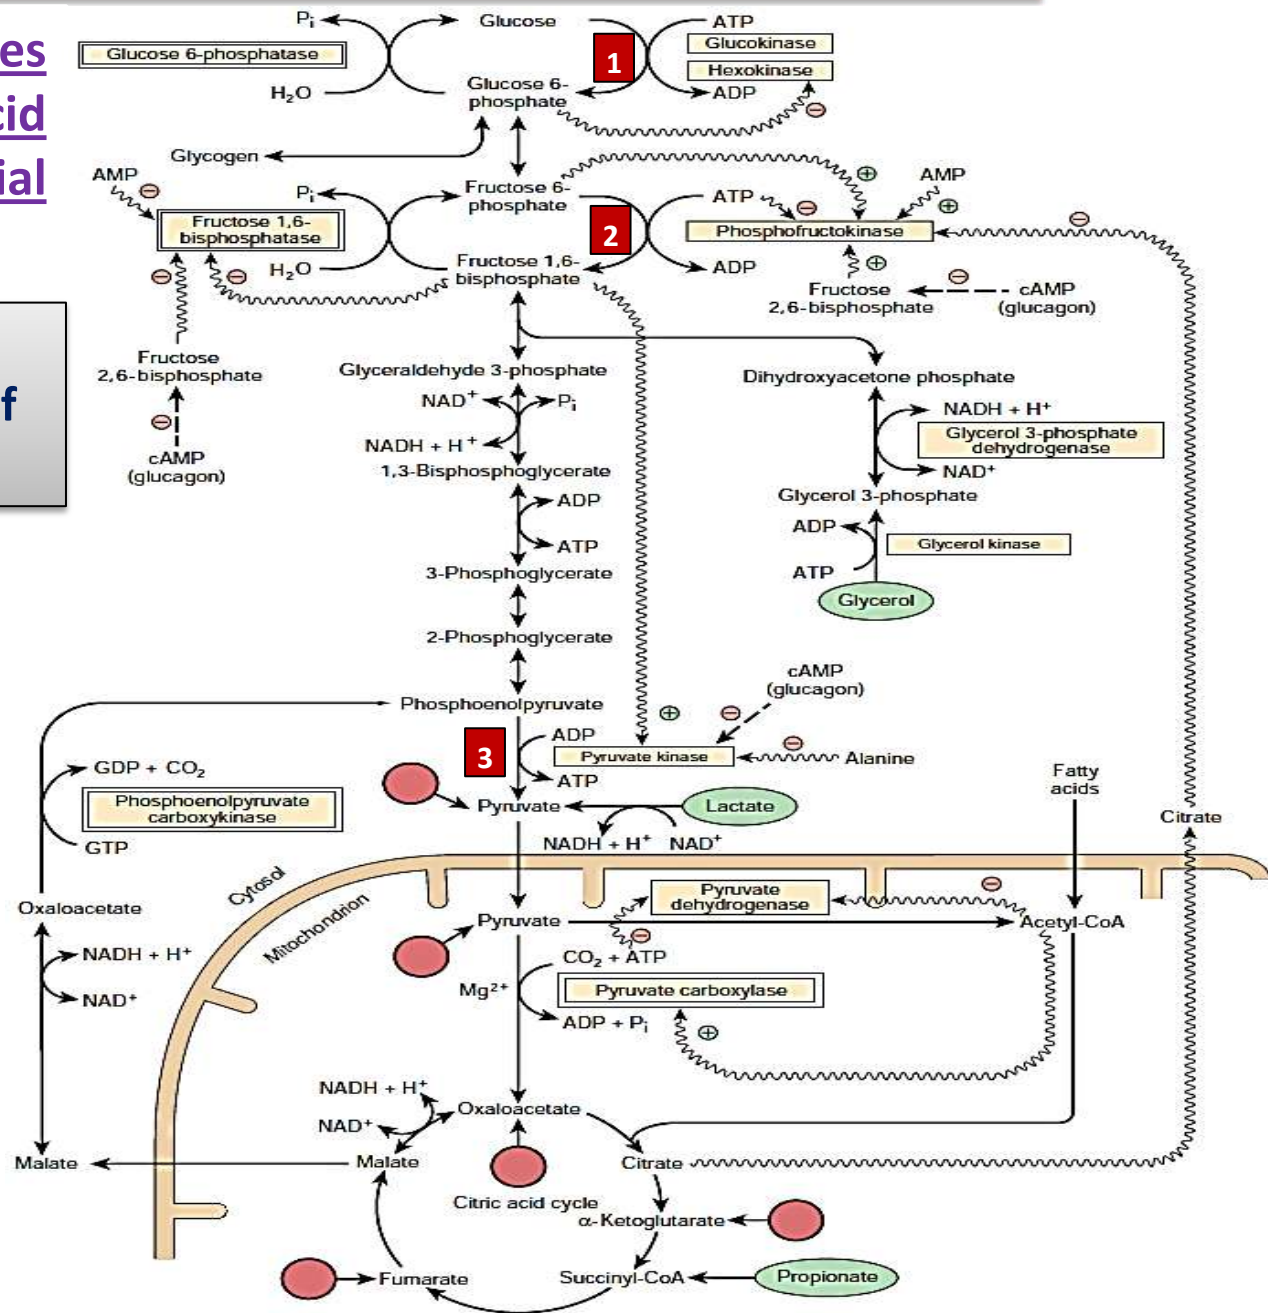 es
cid
ial
f
Pi
Glucose
ATP
Glucose 6-phosphatase
1
Glucokinase
Hexokinase
H2O
Glucose 6-
phosphate
ADP
⊖
Glycogen
AMP
⊖
Pi
Fructose 6-
phosphate
⊕
ATP
⊖
AMP
⊕
⊖
Fructose 1,6-
bisphosphatase
2
Phosphofructokinase
⊖
⊖
H2O
Fructose 1,6-
bisphosphate
ADP
⊕
⊖
Fructose
2,6-bisphosphate
cAMP
(glucagon)
Fructose
2,6-bisphosphate
Glyceraldehyde 3-phosphate
Dihydroxyacetone phosphate
NAD+
Pi
NADH + H+
⊖
NADH + H+
Glycerol 3-phosphate
dehydrogenase
cAMP
(glucagon)
1,3-Bisphosphoglycerate
NAD+
ADP
Glycerol 3-phosphate
ATP
ADP
Glycerol kinase
3-Phosphoglycerate
ATP
Glycerol
2-Phosphoglycerate
cAMP
(glucagon)
Phosphoenolpyruvate
⊕
⊖
3
ADP
Pyruvate kinase
⊖
Alanine
GDP + CO2
ATP
Fatty
acids
Phosphoenolpyruvate
carboxykinase
Pyruvate
Lactate
Citrate
GTP
NADH + H+
NAD+
Cytosol
Mitochondrion
Oxaloacetate
Pyruvate
dehydrogenase
⊖
Pyruvate
Acetyl-CoA
⊖
NADH + H+
CO2 + ATP
NAD+
Mg2+
Pyruvate carboxylase
ADP + Pi
⊕
NADH + H+
Oxaloacetate
NAD+
Malate
Malate
Citrate
Citric acid cycle
α-Ketoglutarate
Fumarate
Succinyl-CoA
Propionate